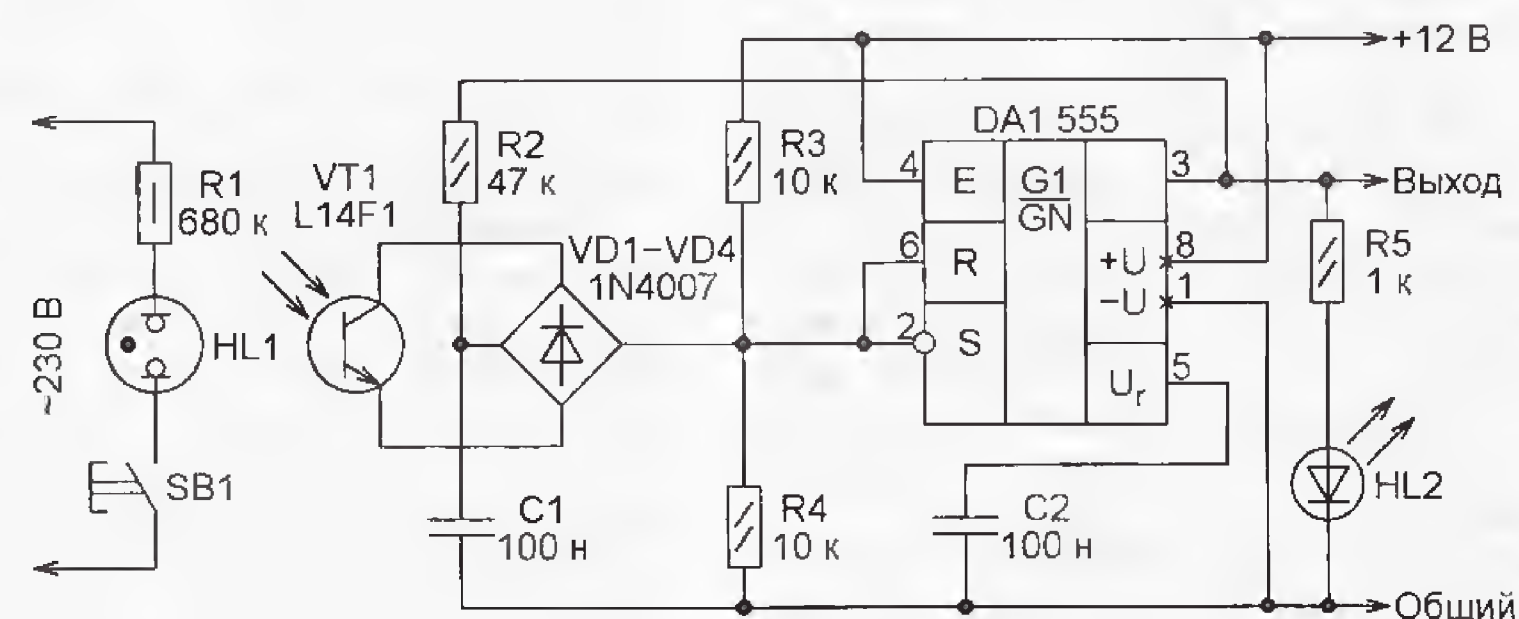 +12 В
DA1 555
R2
47 к
R3
10 к
4
E
G1
GN
3
Выход
R1
680 к
VT1
L14F1
VD1–VD4
1N4007
6
R
+U
8
–U
1
R5
1 к
~230 В
HL1
2
S
5
Ur
SB1
C1
100 н
R4
10 к
C2
100 н
HL2
Общий